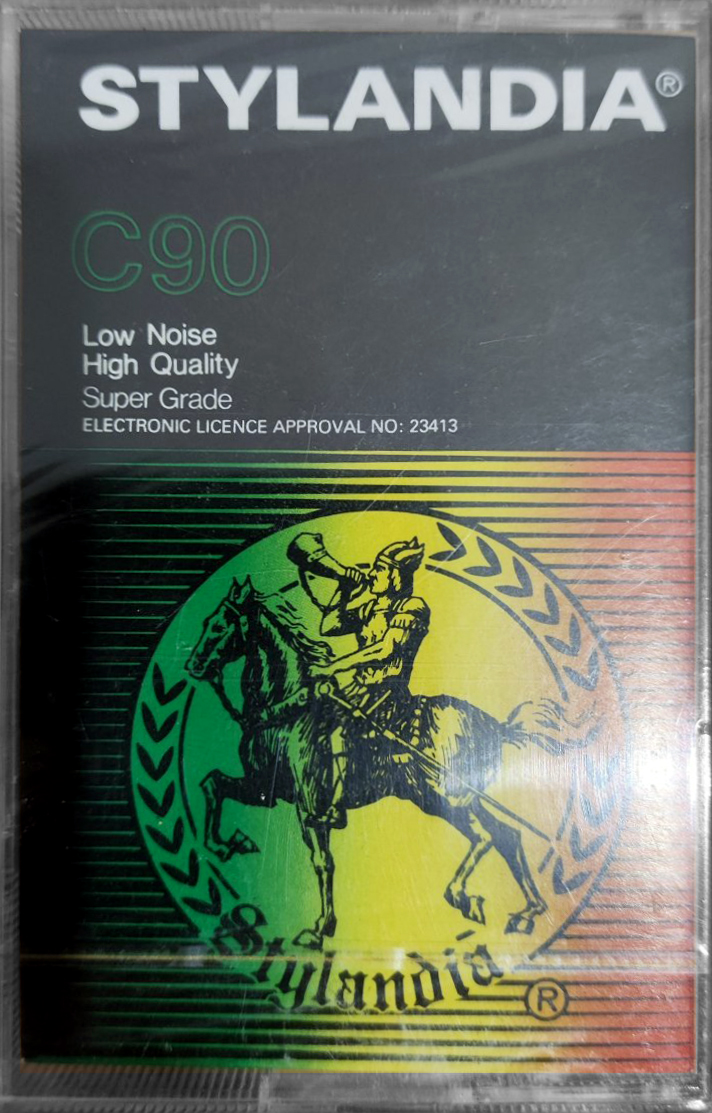 STYLANDIA®
C90
Low Noise
High Quality
Super Grade
ELECTRONIC LICENCE APPROVAL NO: 23413
Stylandia
®